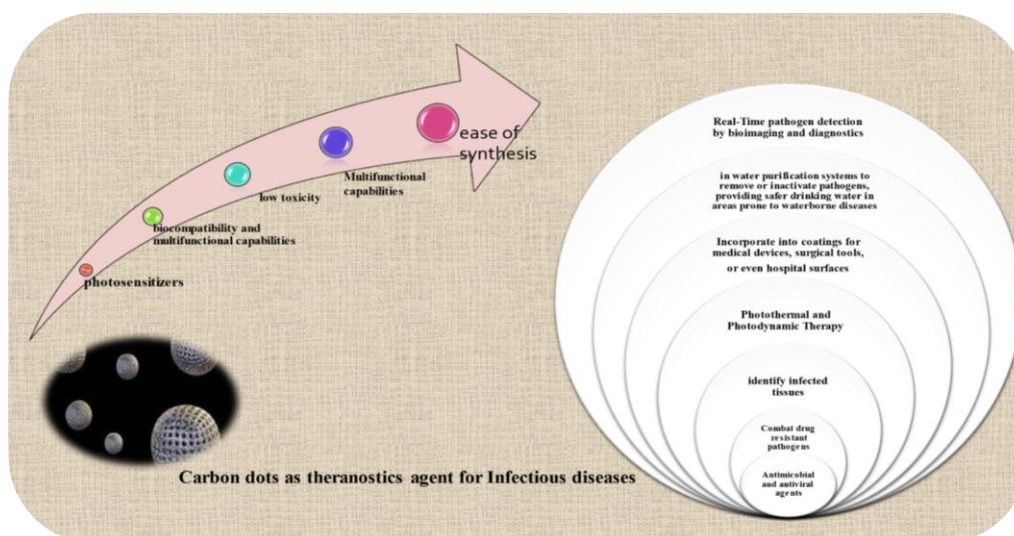 ease of
synthesis
Multifunctional
capabilities
low toxicity
biocompatibility and
multifunctional capabilities
photosensitizers
Real-Time pathogen detection
by bioimaging and diagnostics
in water purification systems to
remove or inactivate pathogens,
providing safer drinking water in
areas prone to waterborne diseases
Incorporate into coatings for
medical devices, surgical tools,
or even hospital surfaces
Photothermal and
Photodynamic Therapy
identify infected
tissues
Combat drug
resistant
pathogens
Antimicobial
and antiviral
agents
Carbon dots as theranostics agent for Infectious diseases